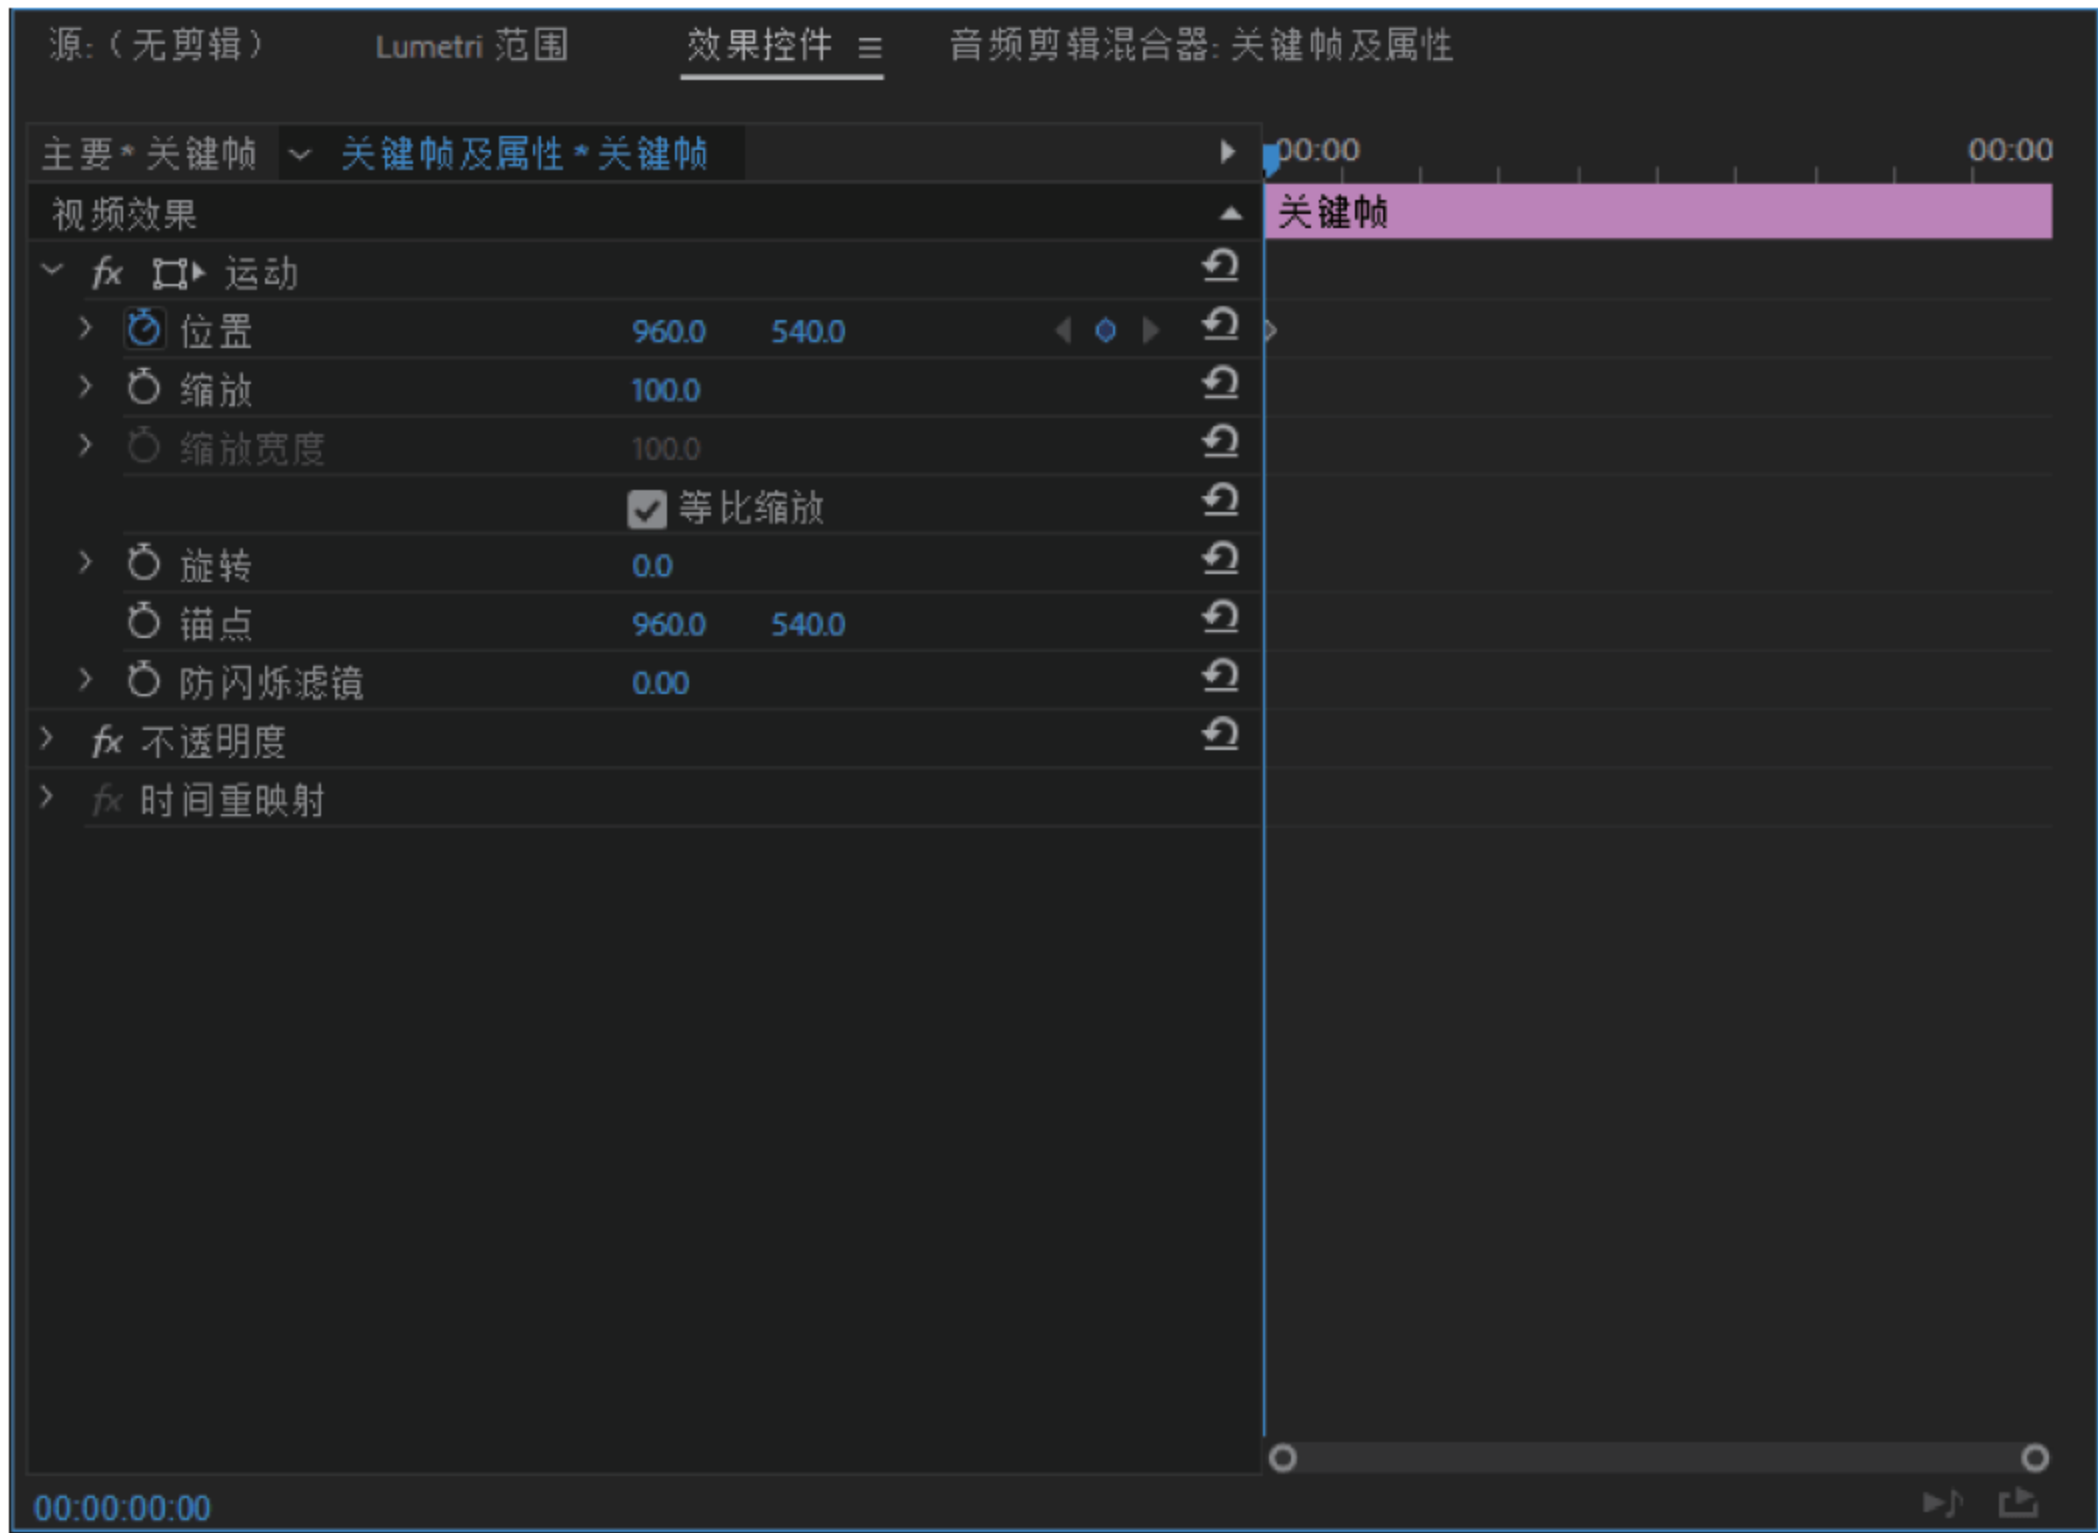 源:（无剪辑） Lumetri 范围 效果控件 音频剪辑混合器: 关键帧及属性
主要*关键帧 关键帧及属性*关键帧 00:00 00:00
视频效果 关键帧
fx 运动
位置 960.0 540.0
缩放 100.0
缩放宽度 100.0
等比缩放
旋转 0.0
锚点 960.0 540.0
防闪烁滤镜 0.00
fx 不透明度
fx 时间重映射
00:00:00:00